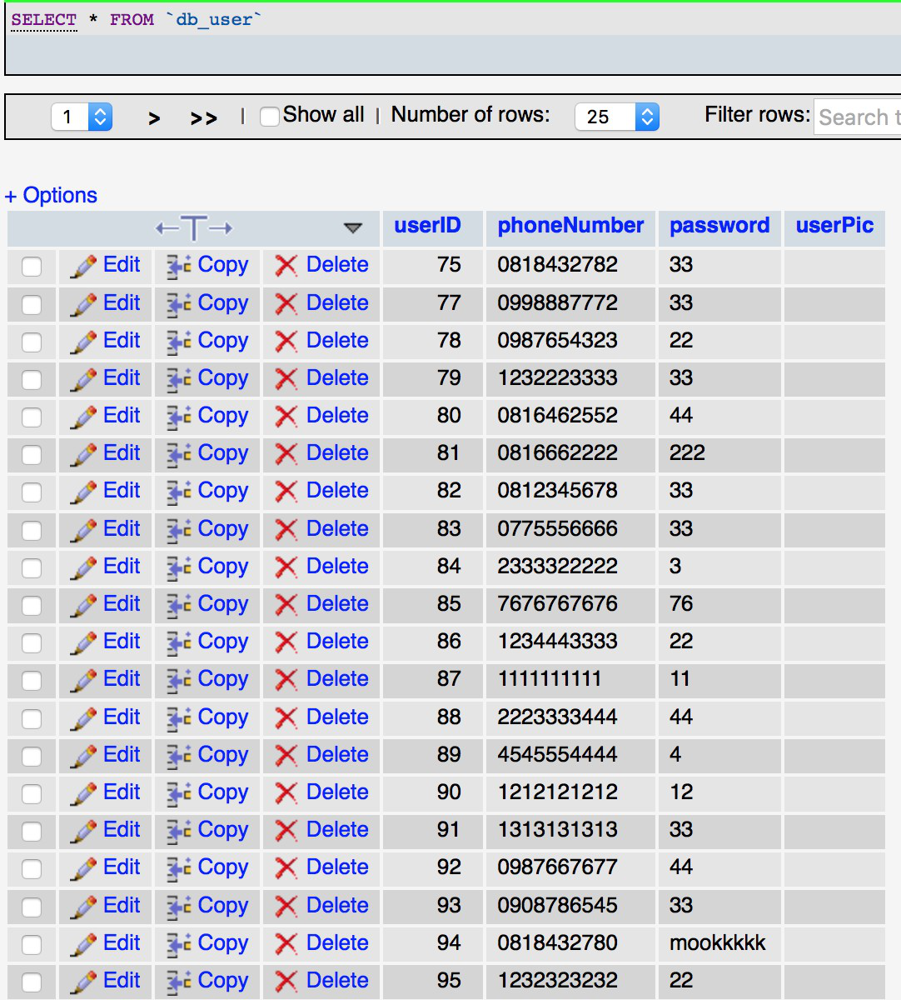 SELECT * FROM `db_user`
1 > >> | Show all | Number of rows: 25 Filter rows: Search t
+ Options
←T→ userID phoneNumber password userPic
Edit Copy Delete 75 0818432782 33
Edit Copy Delete 77 0998887772 33
Edit Copy Delete 78 0987654323 22
Edit Copy Delete 79 1232223333 33
Edit Copy Delete 80 0816462552 44
Edit Copy Delete 81 0816662222 222
Edit Copy Delete 82 0812345678 33
Edit Copy Delete 83 0775556666 33
Edit Copy Delete 84 2333322222 3
Edit Copy Delete 85 7676767676 76
Edit Copy Delete 86 1234443333 22
Edit Copy Delete 87 1111111111 11
Edit Copy Delete 88 2223333444 44
Edit Copy Delete 89 4545554444 4
Edit Copy Delete 90 1212121212 12
Edit Copy Delete 91 1313131313 33
Edit Copy Delete 92 0987667677 44
Edit Copy Delete 93 0908786545 33
Edit Copy Delete 94 0818432780 mookkkkk
Edit Copy Delete 95 1232323232 22